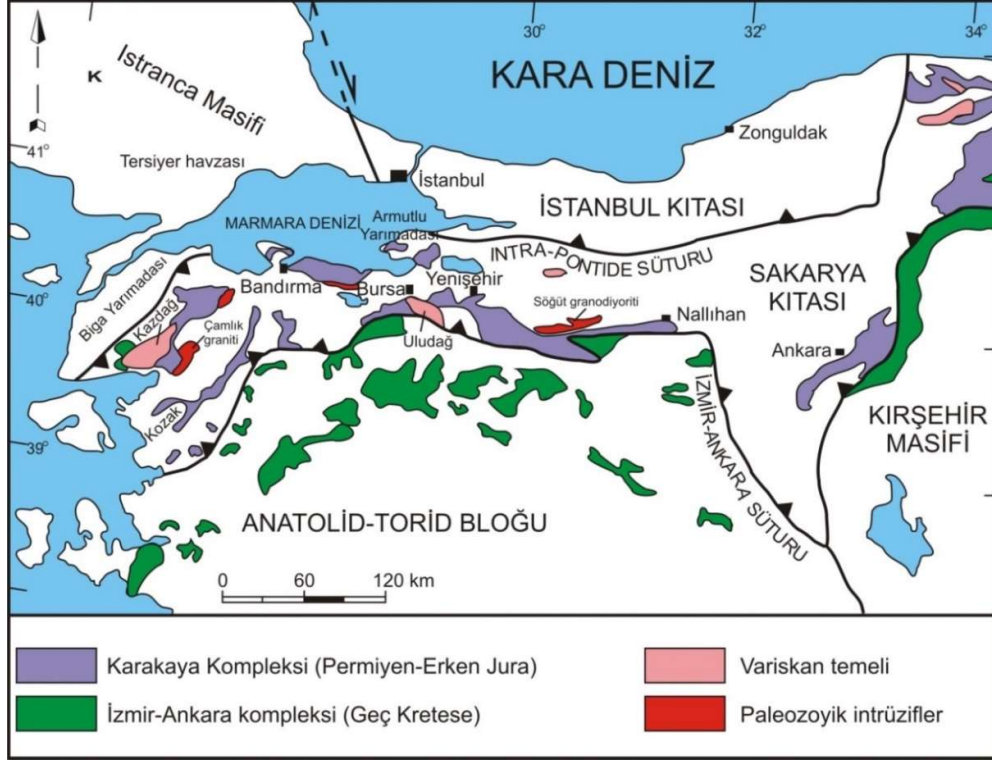 30°
32°
34°
K
Istranca Masifi
KARA DENİZ
Zonguldak
41°
Tersiyer havzası
İstanbul
İSTANBUL KITASI
MARMARA DENİZİ
Armutlu
Yarımadası
INTRA-PONTIDE SÜTURU
40°
Biga Yarımadası
Bandırma
Bursa
Yenişehir
SAKARYA
KITASI
Kazdağ
Çamlık
graniti
Söğüt granodiyoriti
Nallıhan
Uludağ
Ankara
Kozak
İZMİR-ANKARA SÜTURU
KIRŞEHİR
MASİFİ
39°
ANATOLİD-TORİD BLOĞU
0 60 120 km
Karakaya Kompleksi (Permiyen-Erken Jura)
Variskan temeli
İzmir-Ankara kompleksi (Geç Kretese)
Paleozoyik intrüzifler